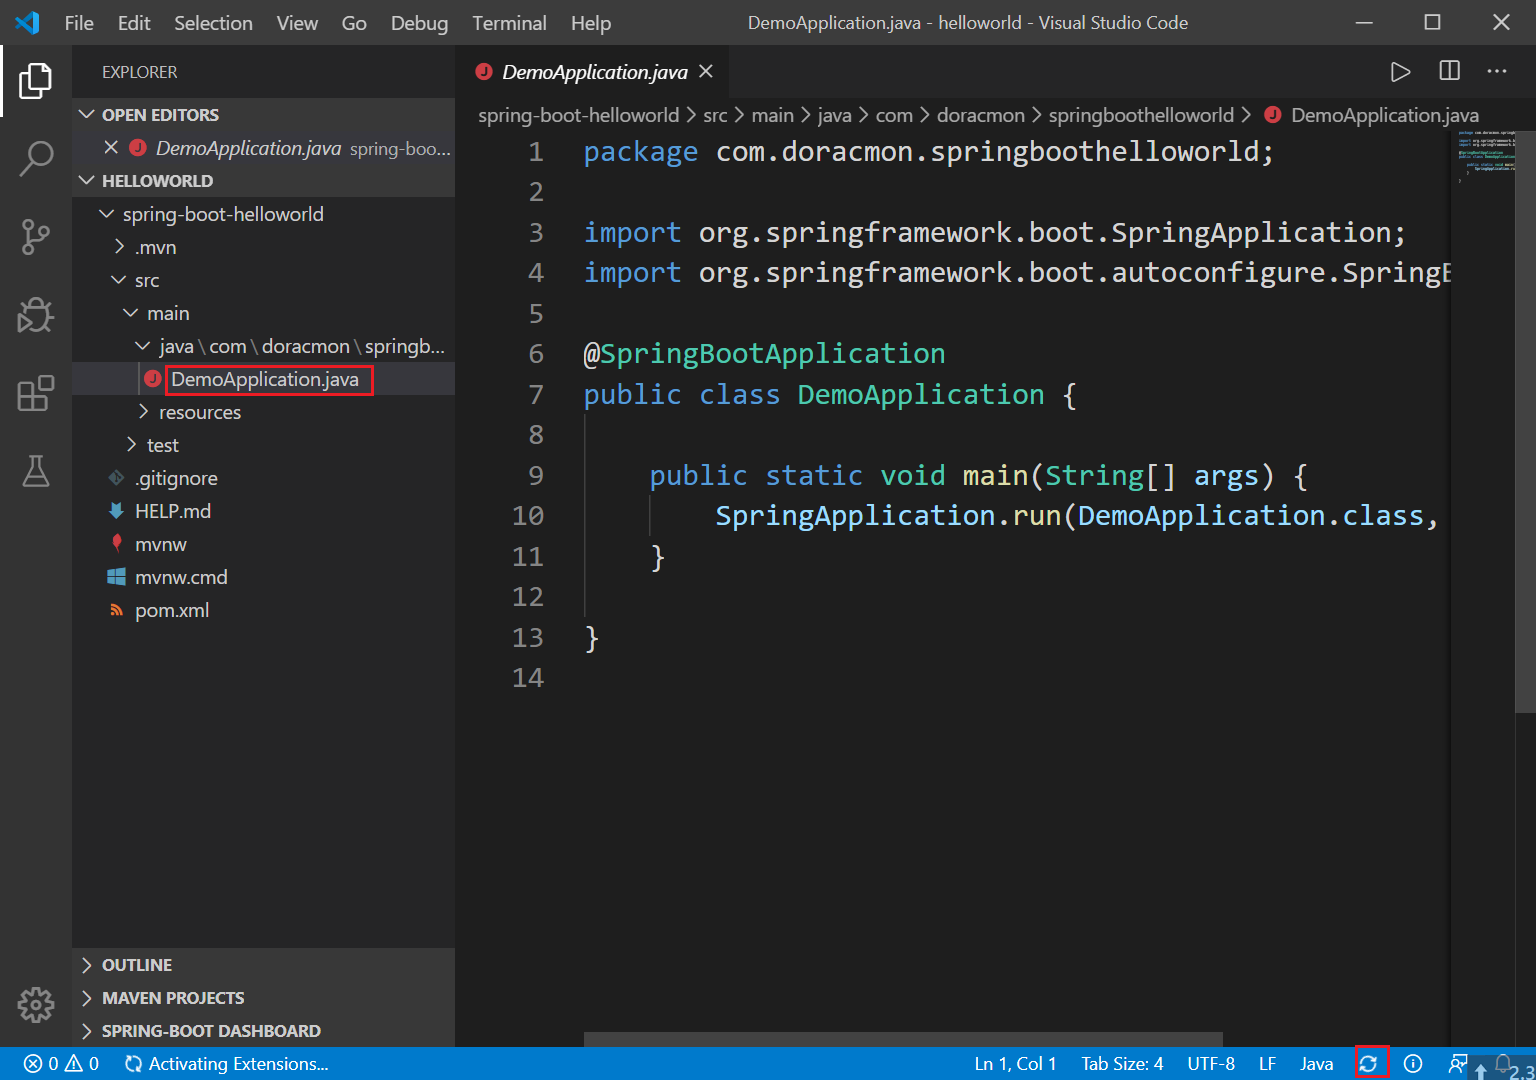 File Edit Selection View Go Debug Terminal Help DemoApplication.java - helloworld - Visual Studio Code
EXPLORER
OPEN EDITORS
DemoApplication.java spring-boo...
HELLOWORLD
spring-boot-helloworld
.mvn
src
main
java\com\doracmon\springb...
DemoApplication.java
resources
test
.gitignore
HELP.md
mvnw
mvnw.cmd
pom.xml
OUTLINE
MAVEN PROJECTS
SPRING-BOOT DASHBOARD
DemoApplication.java
spring-boot-helloworld > src > main > java > com > doracmon > springboothelloworld > DemoApplication.java
1 package com.doracmon.springboothelloworld;
2
3 import org.springframework.boot.SpringApplication;
4 import org.springframework.boot.autoconfigure.SpringB
5
6 @SpringBootApplication
7 public class DemoApplication {
8
9 public static void main(String[] args) {
10 SpringApplication.run(DemoApplication.class,
11 }
12
13 }
14
0 0 Activating Extensions... Ln 1, Col 1 Tab Size: 4 UTF-8 LF Java
2.3